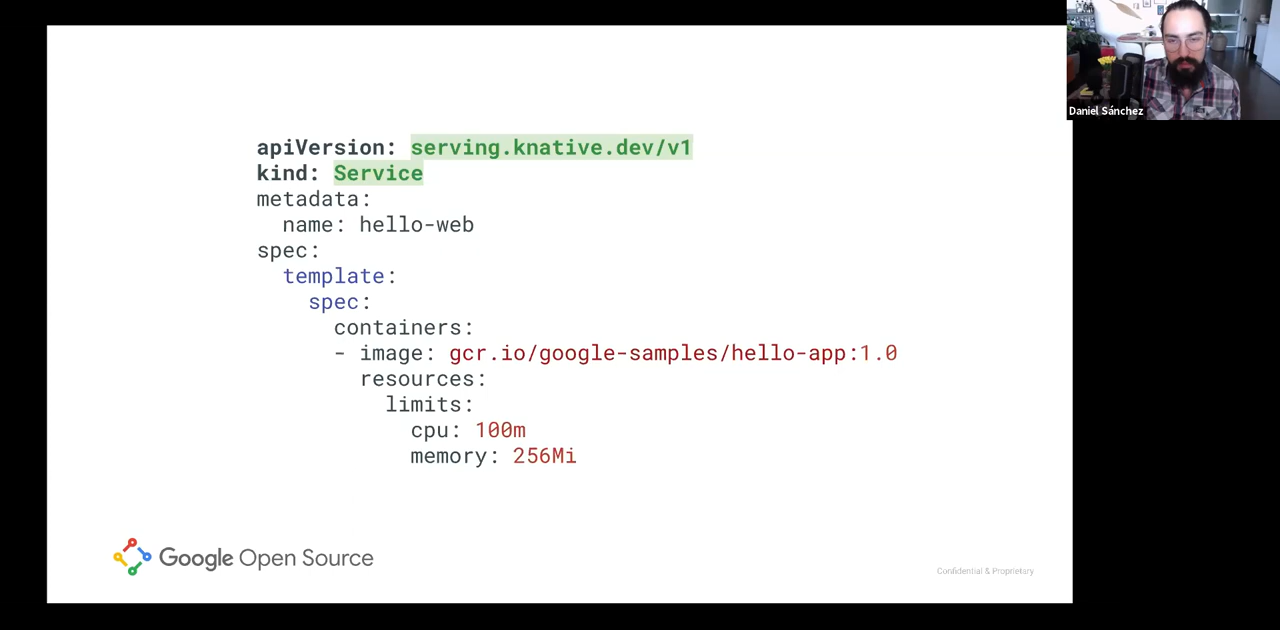 apiVersion: serving.knative.dev/v1
kind: Service
metadata:
  name: hello-web
spec:
  template:
    spec:
      containers:
      - image: gcr.io/google-samples/hello-app:1.0
        resources:
          limits:
            cpu: 100m
            memory: 256Mi
Google Open Source
Confidential & Proprietary
Daniel Sánchez